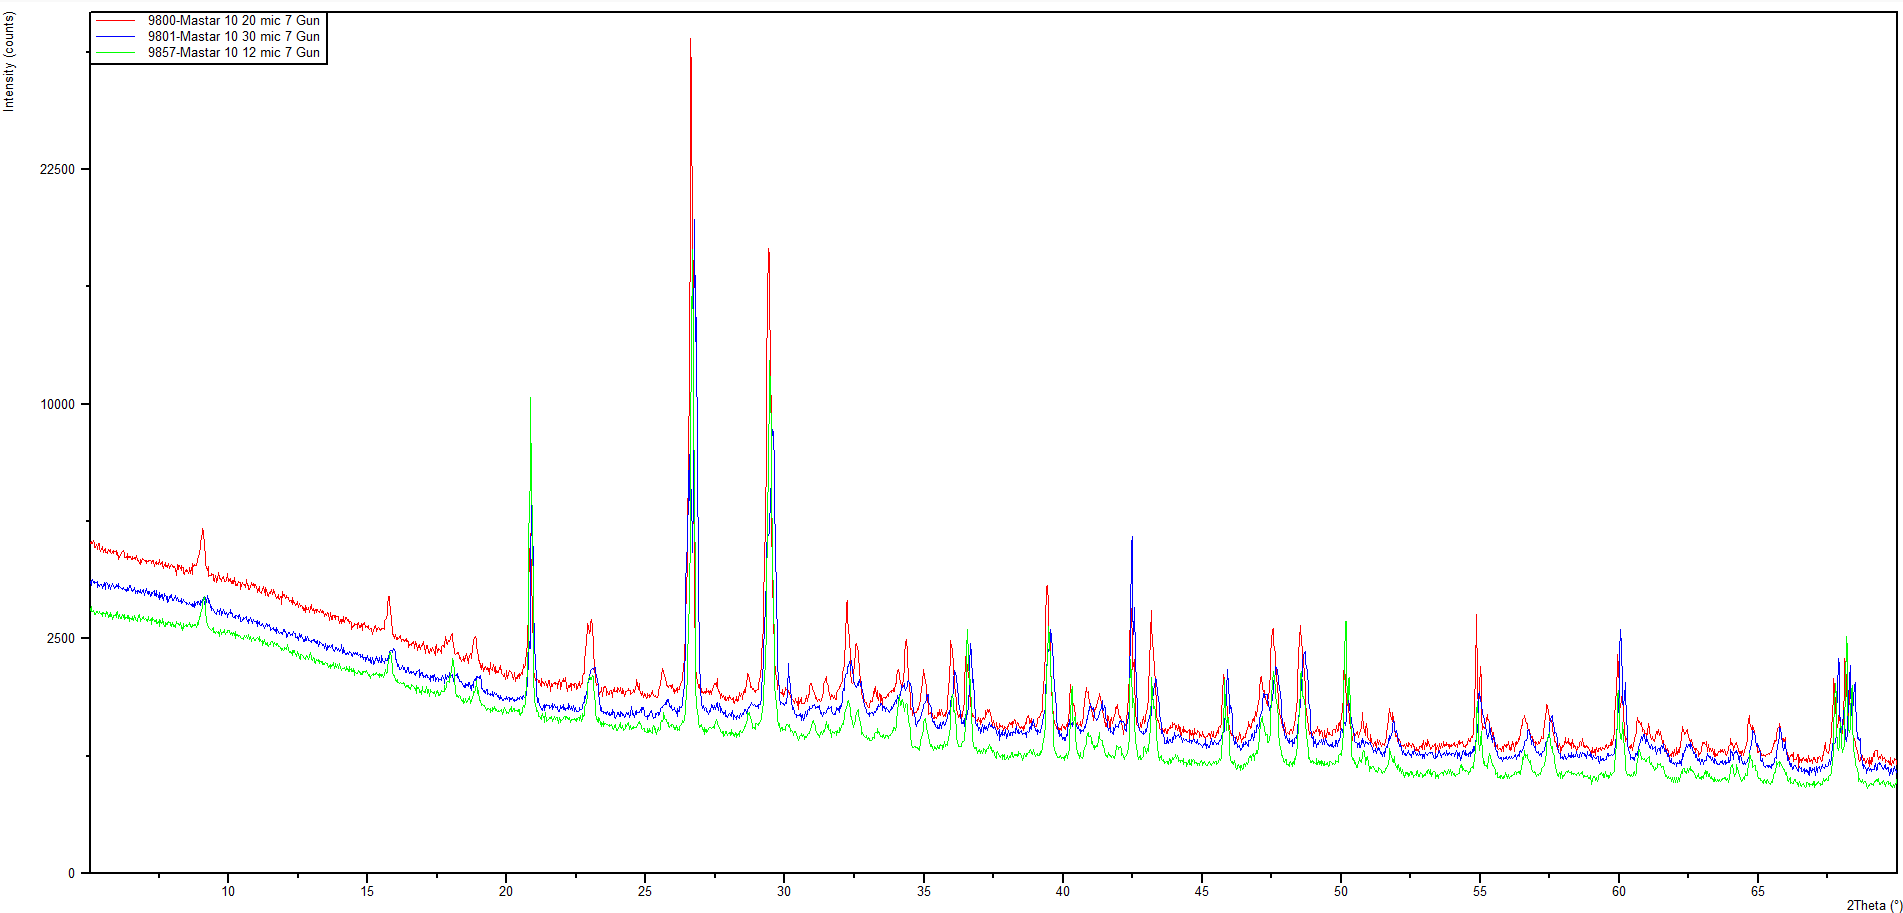 Intensity (counts)
9800-Mastar 10 20 mic 7 Gun
9801-Mastar 10 30 mic 7 Gun
9857-Mastar 10 12 mic 7 Gun
22500
10000
2500
0
10 15 20 25 30 35 40 45 50 55 60 65
2Theta (°)